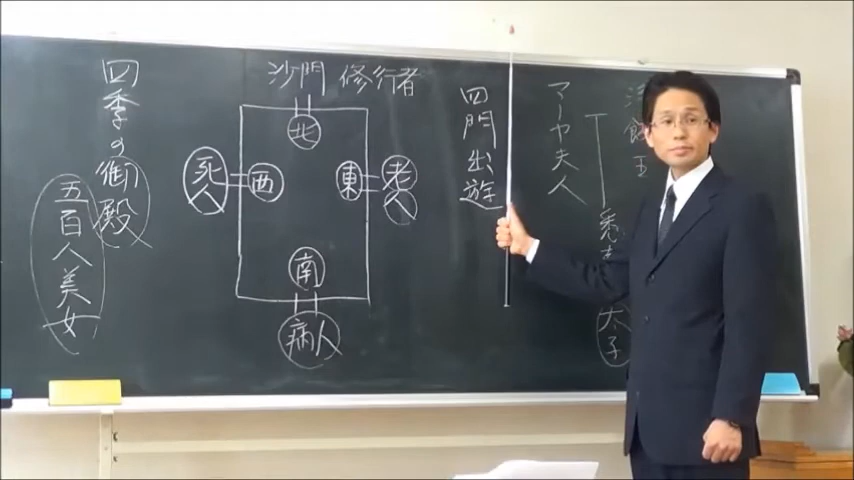 マーヤ夫人
太子
四門出遊
沙門 修行者
北
死人
西
東
老人
南
病人
四季の御殿
五百人美女